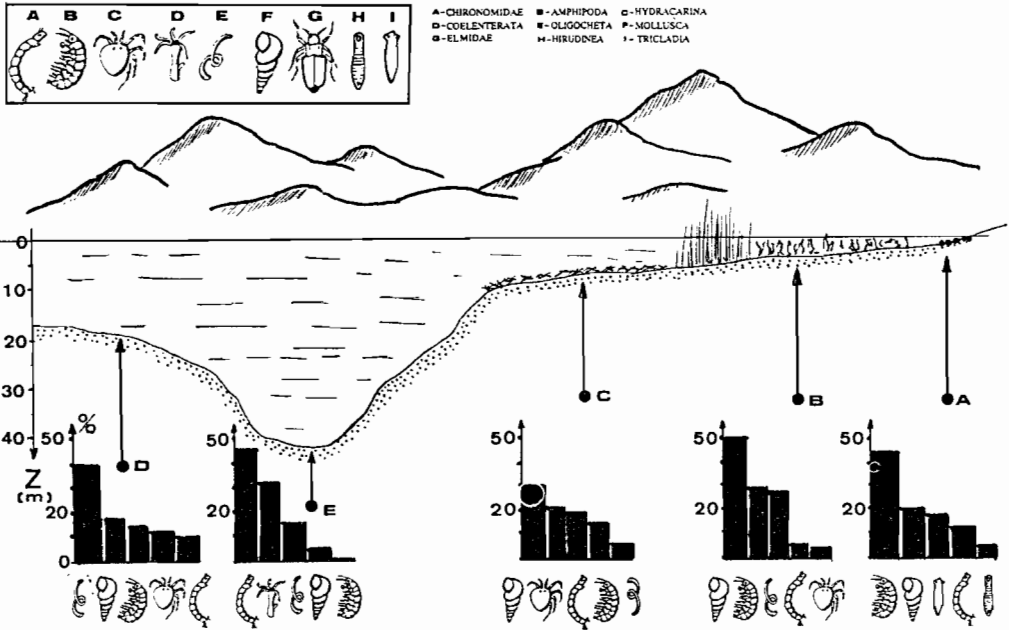 A B C D E F G H I
A-CHIRONOMIDAE B-AMPHIPODA C-HYDRACARINA
D-COELENTERATA E-OLIGOCHETA F-MOLLUSCA
G-ELMIDAE H-HIRUDINEA I-TRICLADIA
0
10
20
30
40
Z
(m)
C
B
A
D
E
50 %
20
0
50
20
50
20
50
20
50
20